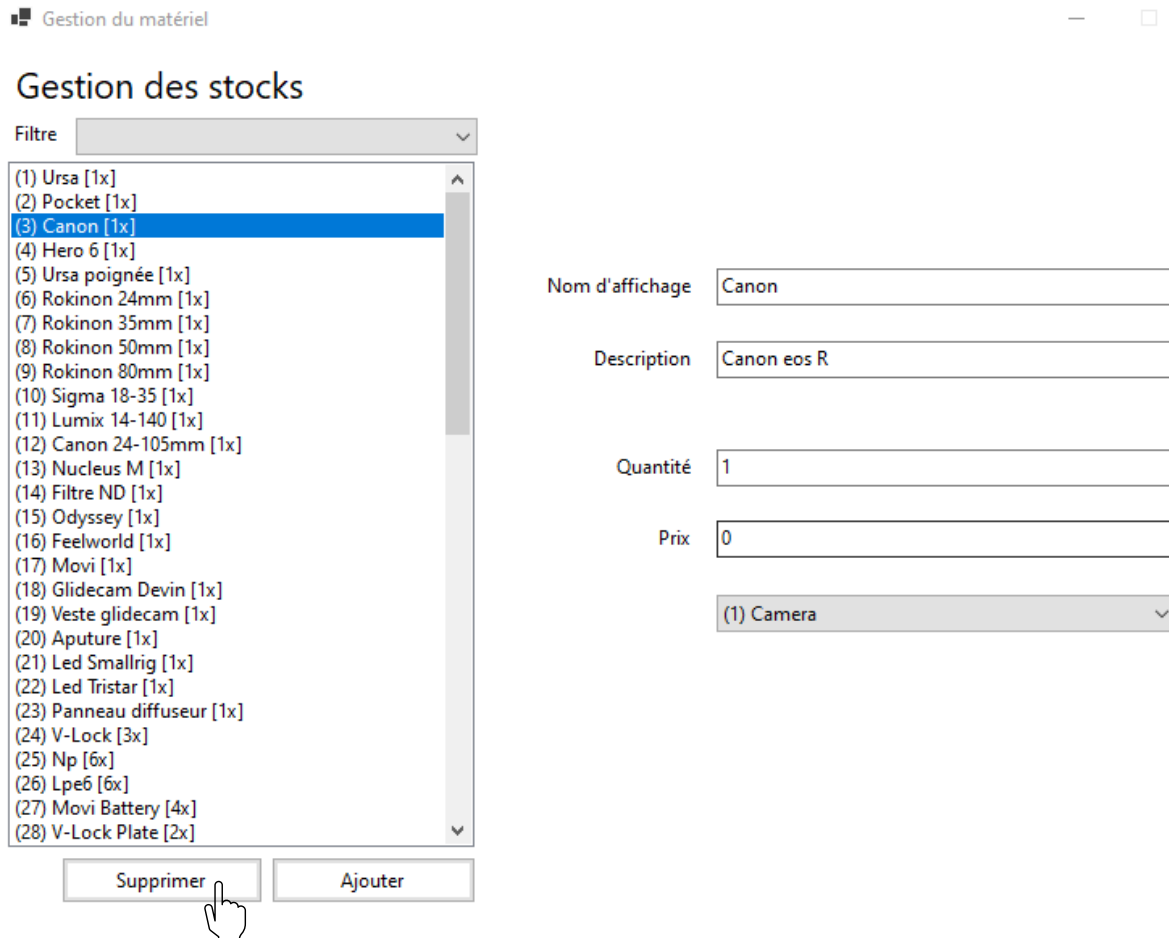 Gestion du matériel
Gestion des stocks
Filtre
(1) Ursa [1x]
(2) Pocket [1x]
(3) Canon [1x]
(4) Hero 6 [1x]
(5) Ursa poignée [1x]
(6) Rokinon 24mm [1x]
(7) Rokinon 35mm [1x]
(8) Rokinon 50mm [1x]
(9) Rokinon 80mm [1x]
(10) Sigma 18-35 [1x]
(11) Lumix 14-140 [1x]
(12) Canon 24-105mm [1x]
(13) Nucleus M [1x]
(14) Filtre ND [1x]
(15) Odyssey [1x]
(16) Feelworld [1x]
(17) Movi [1x]
(18) Glidecam Devin [1x]
(19) Veste glidecam [1x]
(20) Aputure [1x]
(21) Led Smallrig [1x]
(22) Led Tristar [1x]
(23) Panneau diffuseur [1x]
(24) V-Lock [3x]
(25) Np [6x]
(26) Lpe6 [6x]
(27) Movi Battery [4x]
(28) V-Lock Plate [2x]
Supprimer Ajouter
Nom d'affichage Canon
Description Canon eos R
Quantité 1
Prix 0
(1) Camera